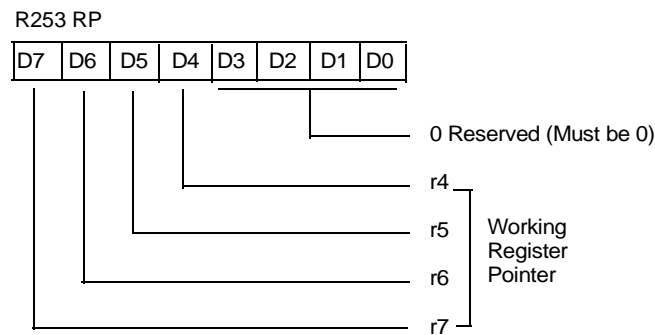 R253 RP
D7 D6 D5 D4 D3 D2 D1 D0
0 Reserved (Must be 0)
r4
r5
r6
r7
Working
Register
Pointer